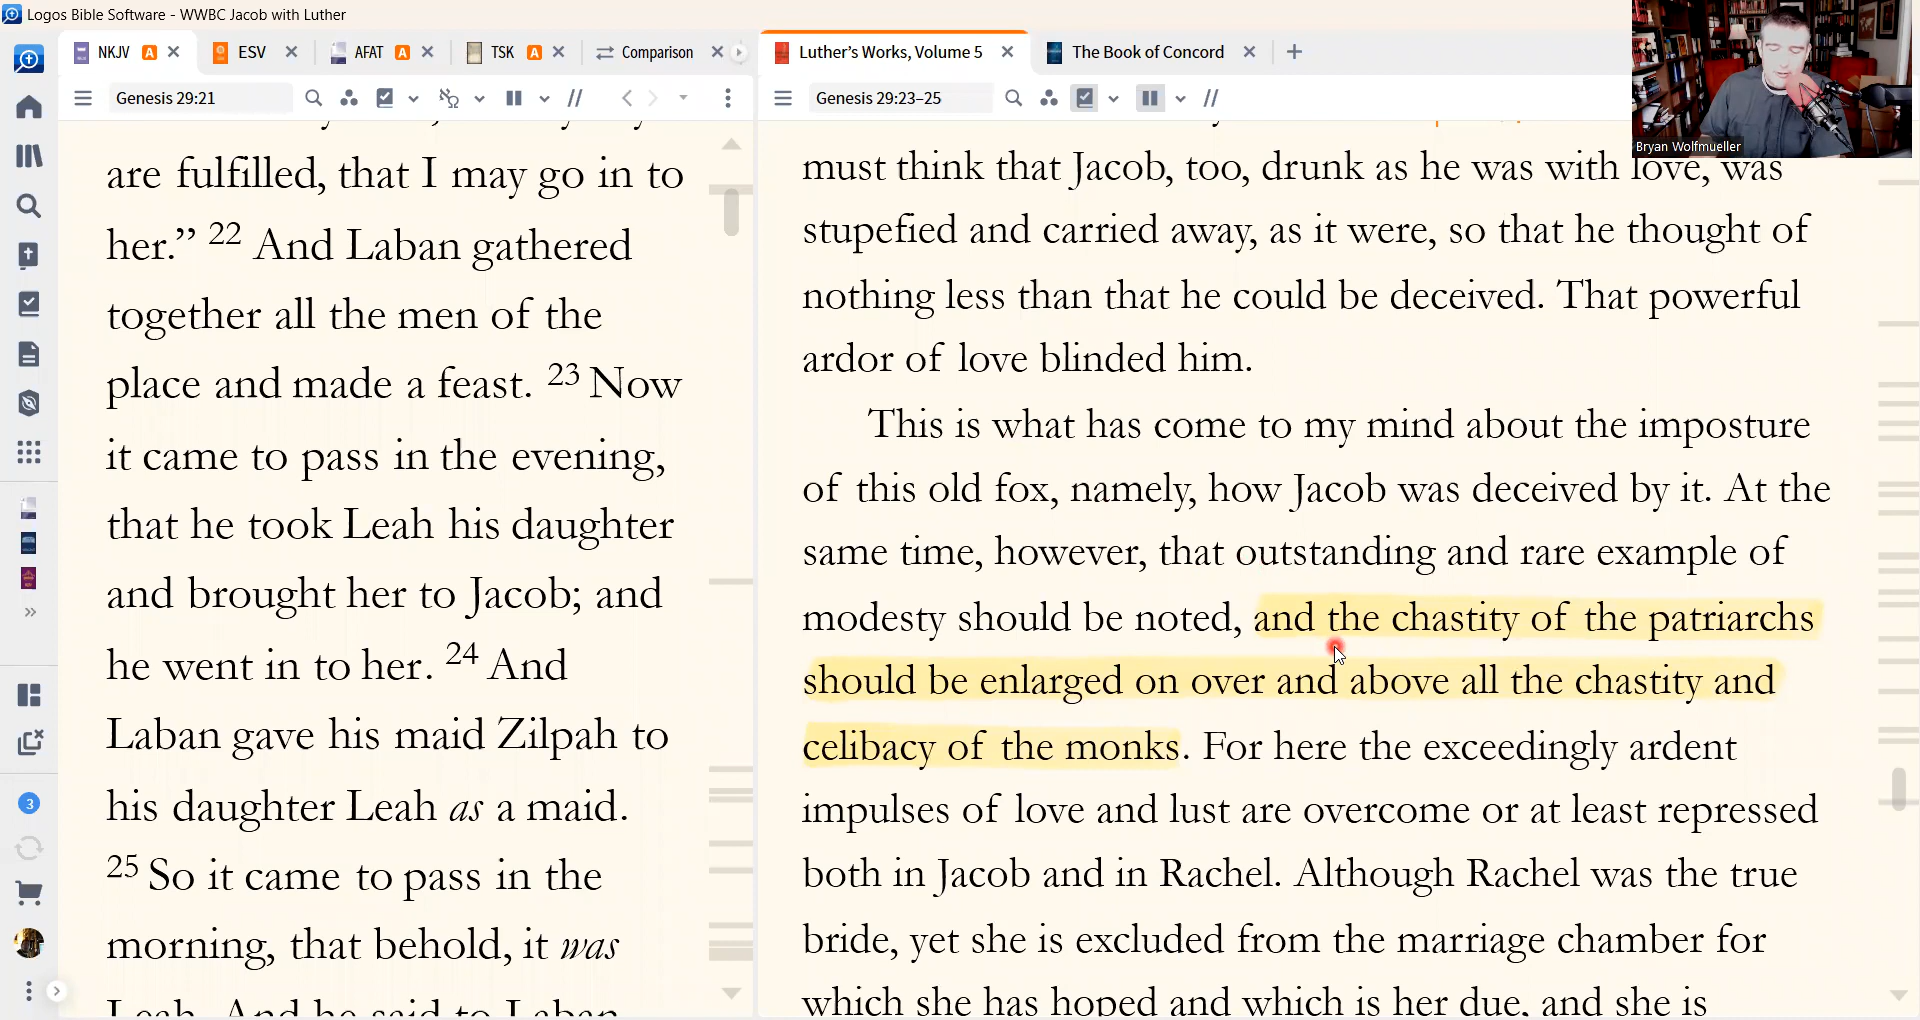 Logos Bible Software - WWBC Jacob with Luther
NKJV A
ESV
AFAT A
TSK A
Comparison
Luther's Works, Volume 5
The Book of Concord
Genesis 29:21
Genesis 29:23–25
Bryan Wolfmueller
are fulfilled, that I may go in to
her.” 22 And Laban gathered
together all the men of the
place and made a feast. 23 Now
it came to pass in the evening,
that he took Leah his daughter
and brought her to Jacob; and
he went in to her. 24 And
Laban gave his maid Zilpah to
his daughter Leah as a maid.
25 So it came to pass in the
morning, that behold, it was
Leah. And he said to Laban
must think that Jacob, too, drunk as he was with love, was
stupefied and carried away, as it were, so that he thought of
nothing less than that he could be deceived. That powerful
ardor of love blinded him.
This is what has come to my mind about the imposture
of this old fox, namely, how Jacob was deceived by it. At the
same time, however, that outstanding and rare example of
modesty should be noted, and the chastity of the patriarchs
should be enlarged on over and above all the chastity and
celibacy of the monks. For here the exceedingly ardent
impulses of love and lust are overcome or at least repressed
both in Jacob and in Rachel. Although Rachel was the true
bride, yet she is excluded from the marriage chamber for
which she has hoped and which is her due, and she is
3